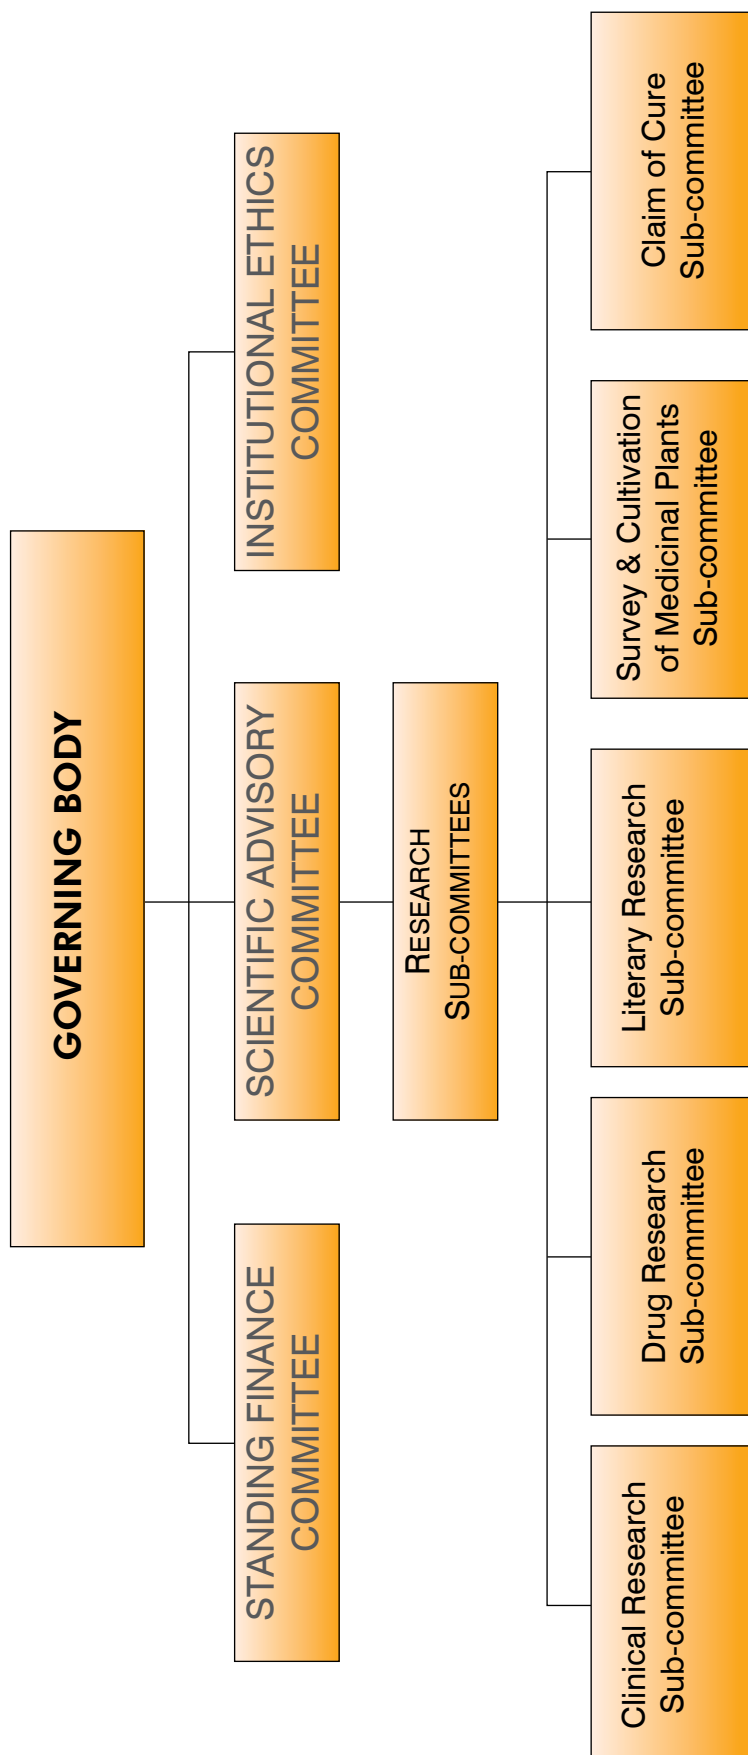 GOVERNING BODY
STANDING FINANCE
COMMITTEE
SCIENTIFIC ADVISORY
COMMITTEE
INSTITUTIONAL ETHICS
COMMITTEE
RESEARCH
SUB-COMMITTEES
Clinical Research
Sub-committee
Drug Research
Sub-committee
Literary Research
Sub-committee
Survey & Cultivation
of Medicinal Plants
Sub-committee
Claim of Cure
Sub-committee